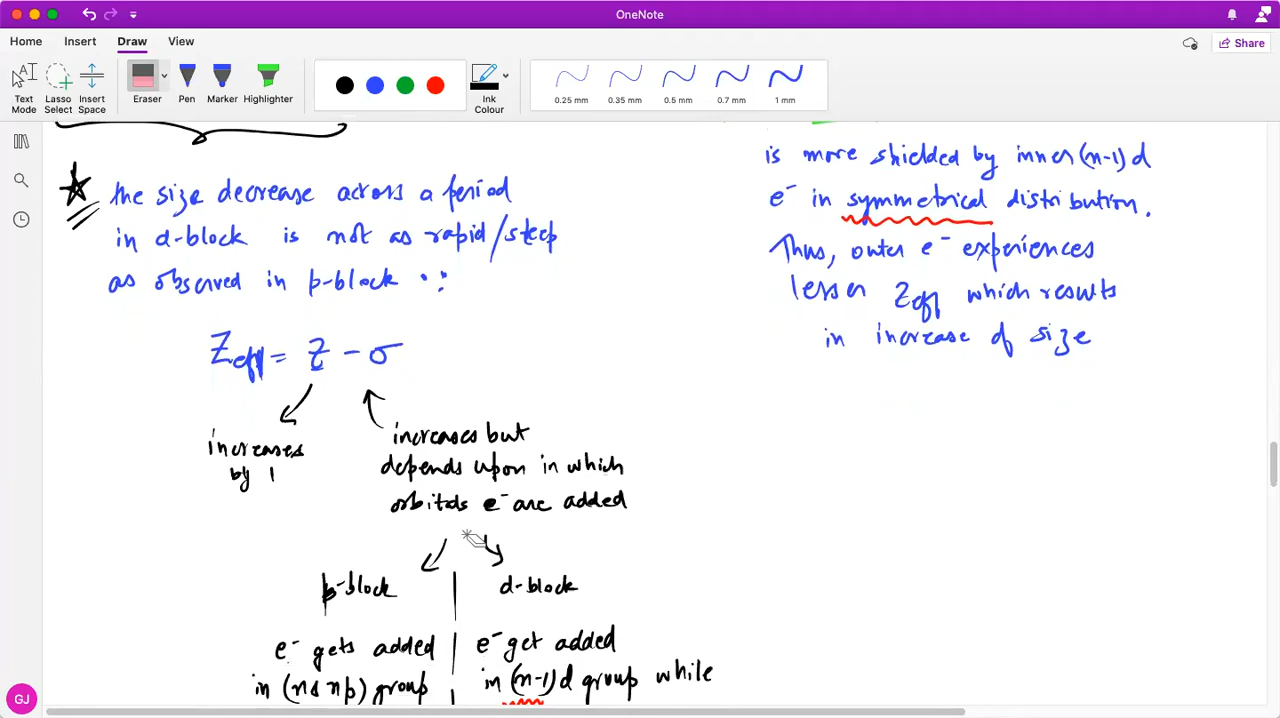 OneNote
Home Insert Draw View
Share
Text Mode
Lasso Select
Insert Space
Eraser
Pen
Marker
Highlighter
Ink Colour
0.25 mm 0.35 mm 0.5 mm 0.7 mm 1 mm
the size decrease across a period
in d-block is not as rapid/steep
as observed in p-block ∵
Zeff = Z - σ
increases
by 1
increases but
depends upon in which
orbitals e⁻ are added
p-block
e⁻ gets added
in (ns np) group
d-block
e⁻ get added
in (n-1)d group while
is more shielded by inner (n-1)d
e⁻ in symmetrical distribution.
Thus, outer e⁻ experiences
lesser Zeff which results
in increase of size
GJ